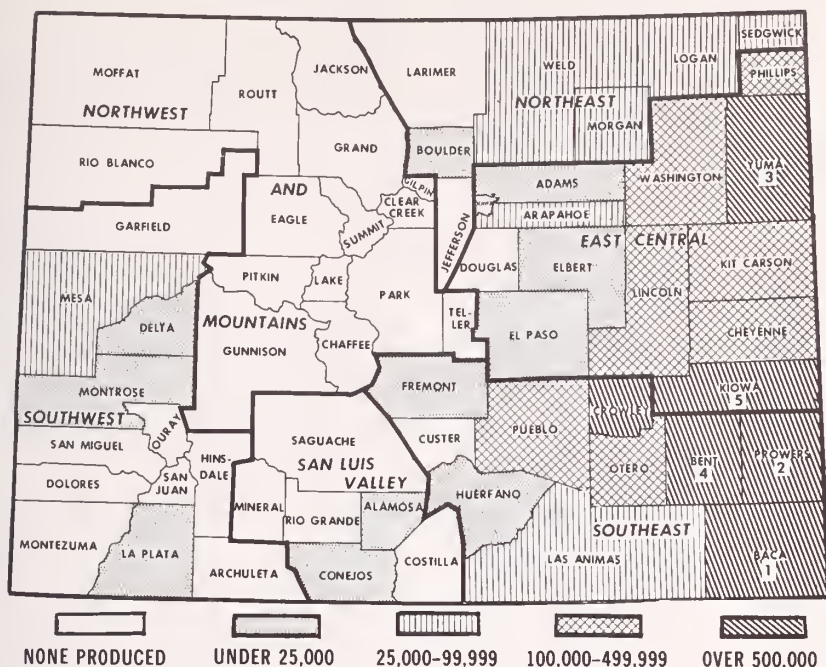 SEDGWICK
MOFFAT
JACKSON
LARIMER
WELD
LOGAN
PHILLIPS
ROUTT
NORTHWEST
NORTHEAST
MORGAN
GRAND
BOULDER
RIO BLANCO
YUMA
3
WASHINGTON
GILPIN
ADAMS
AND
EAGLE
CLEAR
CREEK
ARAPAHOE
GARFIELD
SUMMIT
JEFFERSON
EAST CENTRAL
DOUGLAS
ELBERT
KIT CARSON
PITKIN
LAKE
PARK
LINCOLN
MESA
DELTA
TEL-
LER
CHEYENNE
MOUNTAINS
GUNNISON
CHAFFEE
EL PASO
MONTROSE
FREMONT
KIOWA
5
SOUTHWEST
OURAY
CROWLEY
CUSTER
PUEBLO
SAGUACHE
SAN MIGUEL
HINS-
DALE
SAN LUIS
VALLEY
OTERO
BENT
4
PROWERS
2
DOLORES
SAN
JUAN
MINERAL
RIO GRANDE
ALAMOSA
HUERFANO
SOUTHEAST
MONTEZUMA
LA PLATA
ARCHULETA
CONEJOS
COSTILLA
LAS ANIMAS
BACA
1
NONE PRODUCED
UNDER 25,000
25,000-99,999
100,000-499,999
OVER 500,000